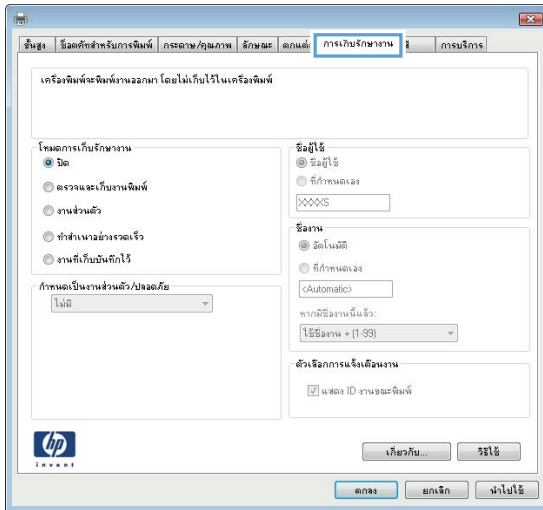 ขั้นสูง
ช็อตคัทสำหรับการพิมพ์
กระดาษ/คุณภาพ
ลักษณะ
ตกแต่ง
การเก็บรักษางาน
สี
การบริการ
เครื่องพิมพ์จะพิมพ์งานออกมา โดยไม่เก็บไว้ในเครื่องพิมพ์
โหมดการเก็บรักษางาน
ปิด
ตรวจและเก็บงานพิมพ์
งานส่วนตัว
ทำสำเนาอย่างรวดเร็ว
งานที่เก็บบันทึกไว้
กำหนดเป็นงานส่วนตัว/ปลอดภัย
ไม่มี
ชื่อผู้ใช้
ชื่อผู้ใช้
ที่กำหนดเอง
XXXXS
ชื่องาน
อัตโนมัติ
ที่กำหนดเอง
<Automatic>
หากมีชื่องานนี้แล้ว:
ใช้ชื่องาน + (1-99)
ตัวเลือกการแจ้งเตือนงาน
แสดง ID งานขณะพิมพ์
hp
invent
เกี่ยวกับ...
วิธีใช้
ตกลง
ยกเลิก
นำไปใช้